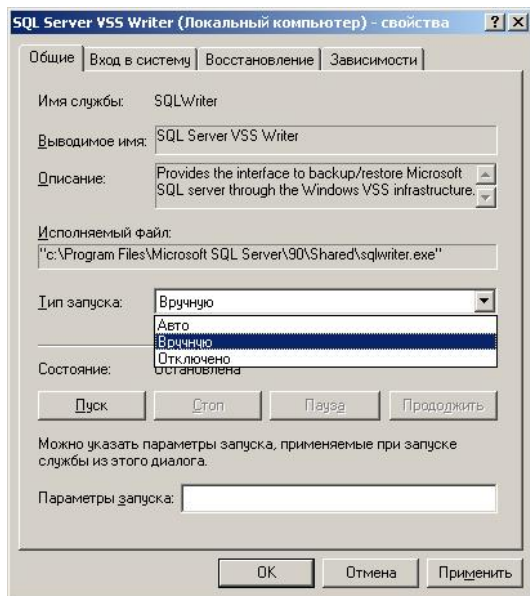 SQL Server VSS Writer (Локальный компьютер) - свойства
Общие Вход в систему Восстановление Зависимости
Имя службы: SQLWriter
Выводимое имя: SQL Server VSS Writer
Описание: Provides the interface to backup/restore Microsoft
SQL server through the Windows VSS infrastructure.
Исполняемый файл:
"c:\Program Files\Microsoft SQL Server\90\Shared\sqlwriter.exe"
Тип запуска: Вручную
Авто
Вручную
Отключено
Состояние: Остановлена
Пуск Стоп Пауза Продолжить
Можно указать параметры запуска, применяемые при запуске
службы из этого диалога.
Параметры запуска:
OK Отмена Применить